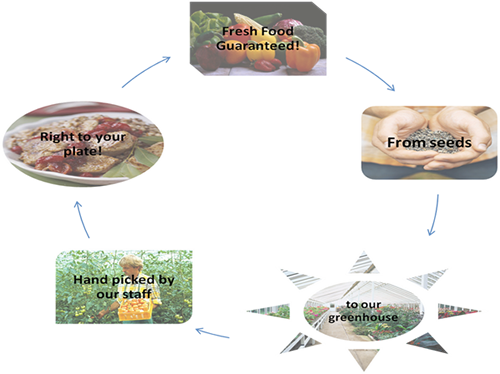 Fresh Food
Guaranteed!
From seeds
to our
greenhouse
Hand picked by
our staff
Right to your
plate!